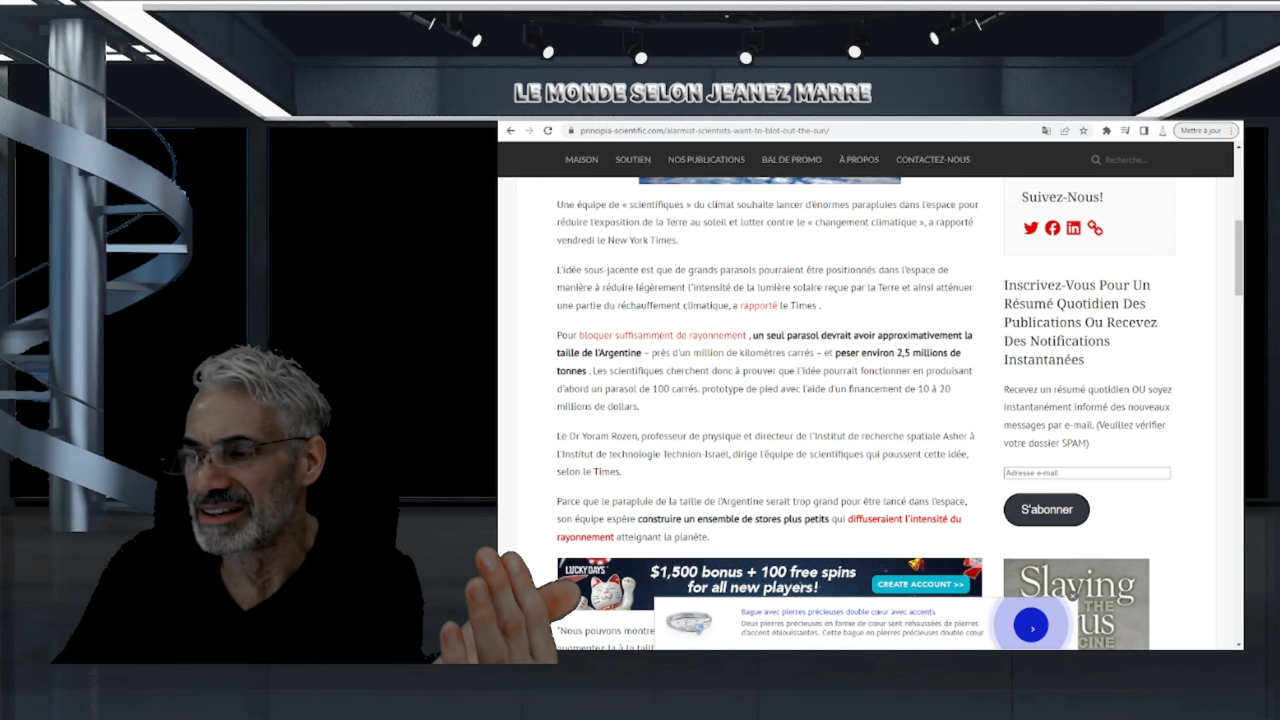 LE MONDE SELON JEANEZ MARRE
principia-scientific.com/alarmist-scientists-want-to-blot-out-the-sun/
Mettre à jour
MAISON SOUTIEN NOS PUBLICATIONS BAL DE PROMO À PROPOS CONTACTEZ-NOUS
Recherche...
Une équipe de « scientifiques » du climat souhaite lancer d'énormes parapluies dans l'espace pour
réduire l'exposition de la Terre au soleil et lutter contre le « changement climatique », a rapporté
vendredi le New York Times.
L'idée sous-jacente est que de grands parasols pourraient être positionnés dans l'espace de
manière à réduire légèrement l'intensité de la lumière solaire reçue par la Terre et ainsi atténuer
une partie du réchauffement climatique, a rapporté le Times .
Pour bloquer suffisamment de rayonnement , un seul parasol devrait avoir approximativement la
taille de l'Argentine – près d'un million de kilomètres carrés – et peser environ 2,5 millions de
tonnes . Les scientifiques cherchent donc à prouver que l'idée pourrait fonctionner en produisant
d'abord un parasol de 100 carrés. prototype de pied avec l'aide d'un financement de 10 à 20
millions de dollars.
Le Dr Yoram Rozen, professeur de physique et directeur de l'Institut de recherche spatiale Asher à
l'Institut de technologie Technion-Israël, dirige l'équipe de scientifiques qui poussent cette idée,
selon le Times.
Parce que le parapluie de la taille de l'Argentine serait trop grand pour être lancé dans l'espace,
son équipe espère construire un ensemble de stores plus petits qui diffuseraient l'intensité du
rayonnement atteignant la planète.
LUCKYDAYS
$1,500 bonus + 100 free spins
for all new players!
CREATE ACCOUNT >>
"Nous pouvons montre
augmentez-la à la taill
Bague avec pierres précieuses double cœur avec accents
Deux pierres précieuses en forme de cœur sont rehaussées de pierres
d'accent éblouissantes. Cette bague en pierres précieuses double cœur
Suivez-Nous!
Inscrivez-Vous Pour Un
Résumé Quotidien Des
Publications Ou Recevez
Des Notifications
Instantanées
Recevez un résumé quotidien OU soyez
instantanément informé des nouveaux
messages par e-mail. (Veuillez vérifier
votre dossier SPAM)
Adresse e-mail
S'abonner
Slaying
THE
CINE